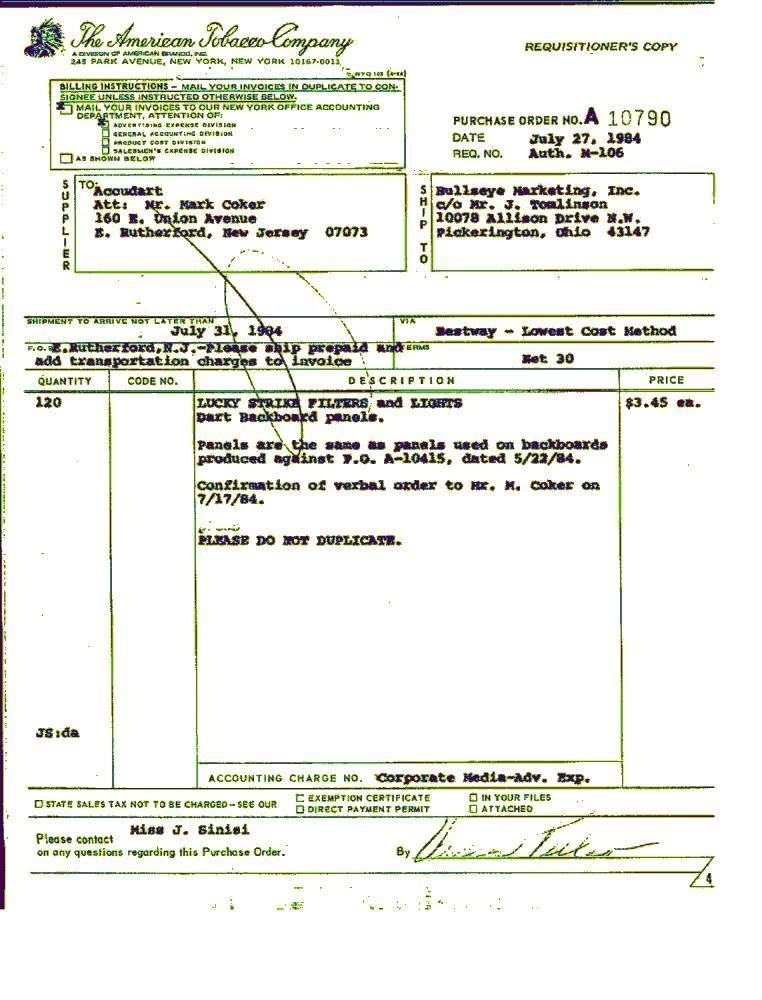 The American Tobacco Company
A DIVISION OF AMERICAN BRANDS, INC.
245 PARK AVENUE, NEW YORK, NEW YORK 10167-0011
REQUISITIONER'S COPY
BILLING INSTRUCTIONS – MAIL YOUR INVOICES IN DUPLICATE TO CON-
SIGNEE UNLESS INSTRUCTED OTHERWISE BELOW.
MAIL YOUR INVOICES TO OUR NEW YORK OFFICE ACCOUNTING
DEPARTMENT, ATTENTION OF:
ADVERTISING EXPENSE DIVISION
GENERAL ACCOUNTING DIVISION
PRODUCT COST DIVISION
SALESMEN'S EXPENSE DIVISION
AS SHOWN BELOW
PURCHASE ORDER NO. A 10790
DATE July 27, 1984
REQ. NO. Auth. M-106
SUPPLIER
TO:
Accudart
Att: Mr. Mark Coker
160 E. Union Avenue
E. Rutherford, New Jersey 07073
SHIP TO
Bullseye Marketing, Inc.
c/o Mr. J. Tomlinson
10078 Allison Drive N.W.
Pickerington, Ohio 43147
SHIPMENT TO ARRIVE NOT LATER THAN
July 31, 1984
VIA
Bestway - Lowest Cost Method
F.O. E.Rutherford,N.J.-Please ship prepaid and
add transportation charges to invoice
TERMS
Net 30
QUANTITY CODE NO. DESCRIPTION PRICE
120 LUCKY STRIKE FILTERS and LIGHTS $3.45 ea.
Dart Backboard panels.
Panels are the same as panels used on backboards
produced against P.O. A-10415, dated 5/22/84.
Confirmation of verbal order to Mr. M. Coker on
7/17/84.
PLEASE DO NOT DUPLICATE.
JS:da
ACCOUNTING CHARGE NO. Corporate Media-Adv. Exp.
STATE SALES TAX NOT TO BE CHARGED – SEE OUR
EXEMPTION CERTIFICATE
DIRECT PAYMENT PERMIT
IN YOUR FILES
ATTACHED
Please contact Miss J. Sinisi
on any questions regarding this Purchase Order.
By
4